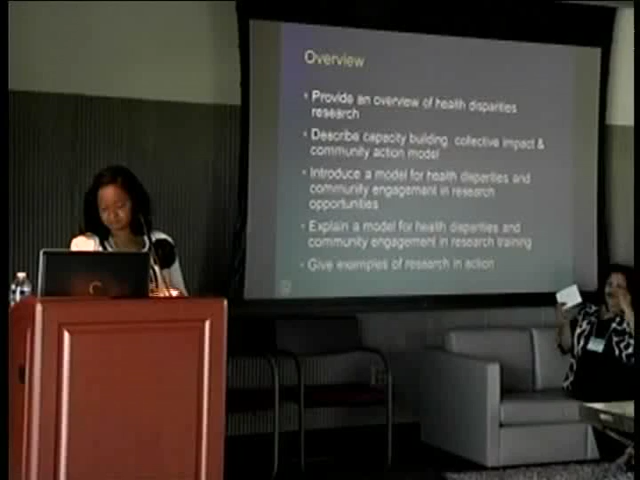 Overview
• Provide an overview of health disparities
research
• Describe capacity building, collective impact &
community action model
• Introduce a model for health disparities and
community engagement in research
opportunities
• Explain a model for health disparities and
community engagement in research training
• Give examples of research in action